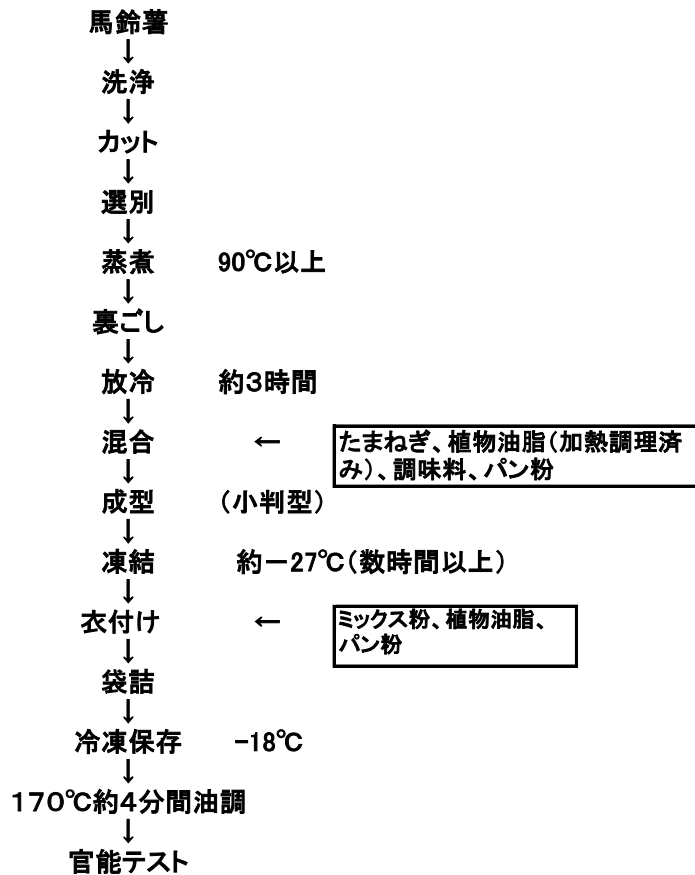 馬鈴薯
↓
洗浄
↓
カット
↓
選別
↓
蒸煮 90℃以上
↓
裏ごし
↓
放冷 約3時間
↓
混合 ← たまねぎ、植物油脂(加熱調理済
み)、調味料、パン粉
↓
成型 (小判型)
↓
凍結 約-27℃(数時間以上)
↓
衣付け ← ミックス粉、植物油脂、
パン粉
↓
袋詰
↓
冷凍保存 -18℃
↓
170℃約4分間油調
↓
官能テスト